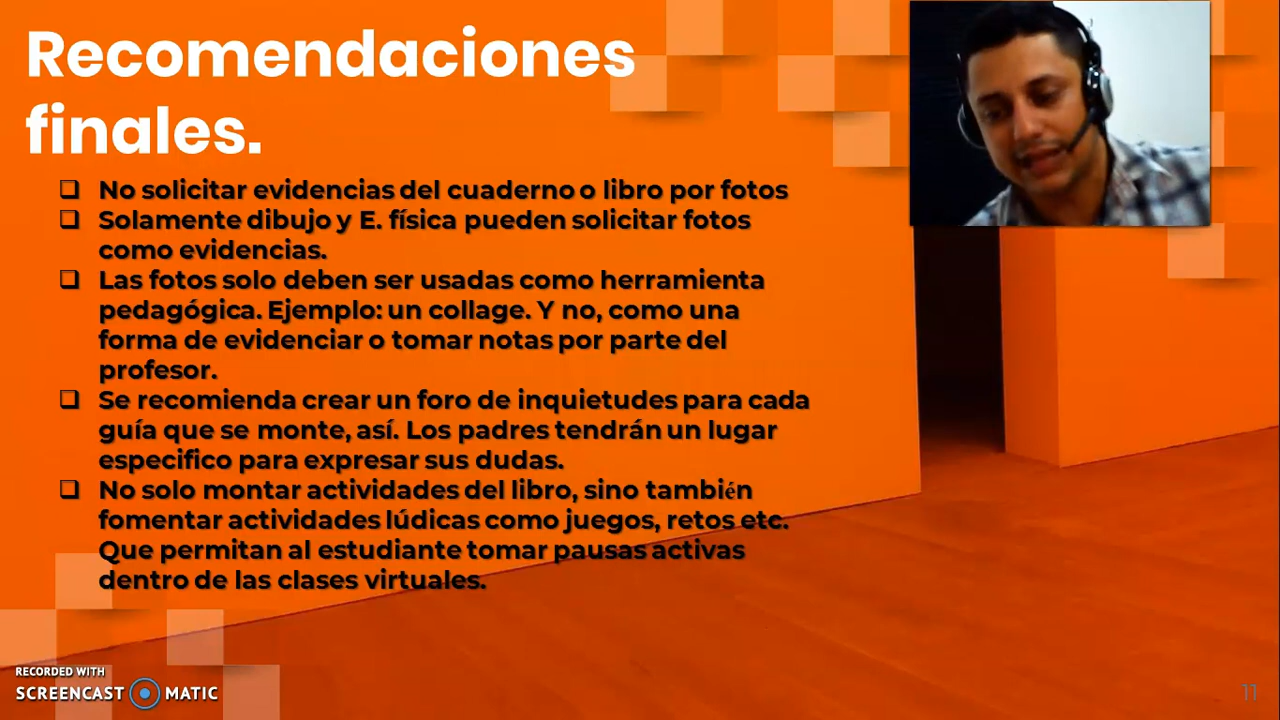 Recomendaciones
finales.
No solicitar evidencias del cuaderno o libro por fotos
Solamente dibujo y E. física pueden solicitar fotos
como evidencias.
Las fotos solo deben ser usadas como herramienta
pedagógica. Ejemplo: un collage. Y no, como una
forma de evidenciar o tomar notas por parte del
profesor.
Se recomienda crear un foro de inquietudes para cada
guía que se monte, así. Los padres tendrán un lugar
especifico para expresar sus dudas.
No solo montar actividades del libro, sino también
fomentar actividades lúdicas como juegos, retos etc.
Que permitan al estudiante tomar pausas activas
dentro de las clases virtuales.
RECORDED WITH
SCREENCAST MATIC
11